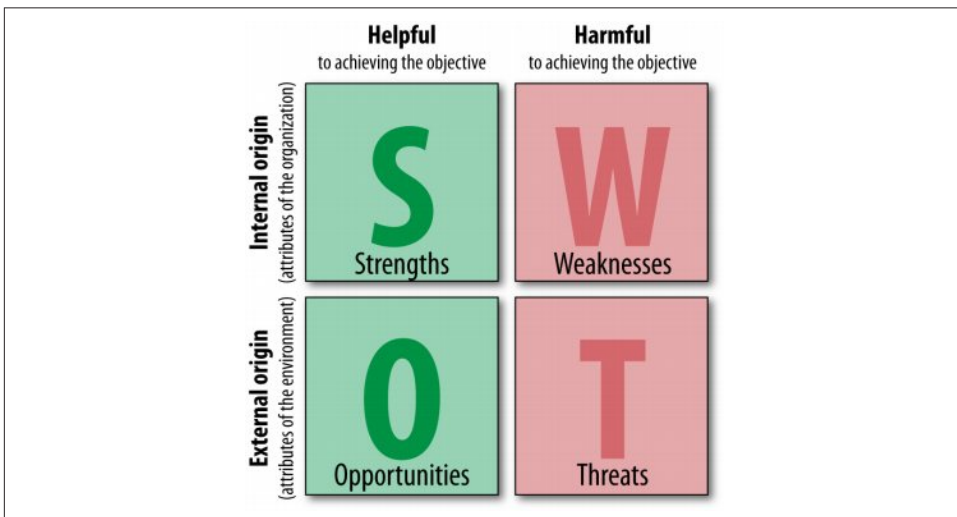 Helpful
to achieving the objective
Harmful
to achieving the objective
Internal origin
(attributes of the organization)
S
Strengths
W
Weaknesses
External origin
(attributes of the environment)
O
Opportunities
T
Threats